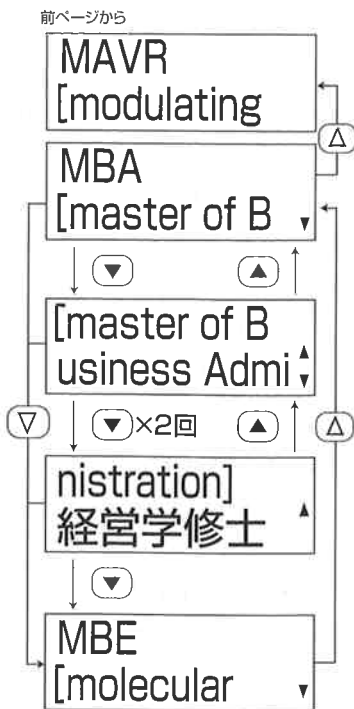 前ページから
MAVR
[modulating
△
MBA
[master of B ▼
▼ ▲
[master of B ▲
usiness Admi ▼
▽ ▼×2回 ▲ △
nistration] ▲
経営学修士
▼
MBE
[molecular ▼